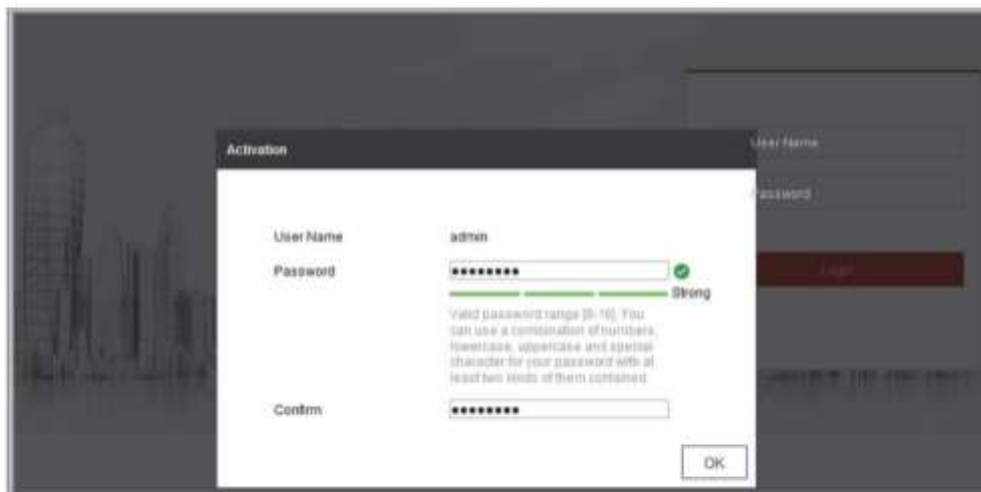 Activation
User Name
Password
User Name admin
Password ●●●●●●●●
Strong
Valid password range [8-16]. You
can use a combination of numbers,
lowercase, uppercase and special
character for your password with at
least two kinds of them contained.
Login
Confirm ●●●●●●●●
OK